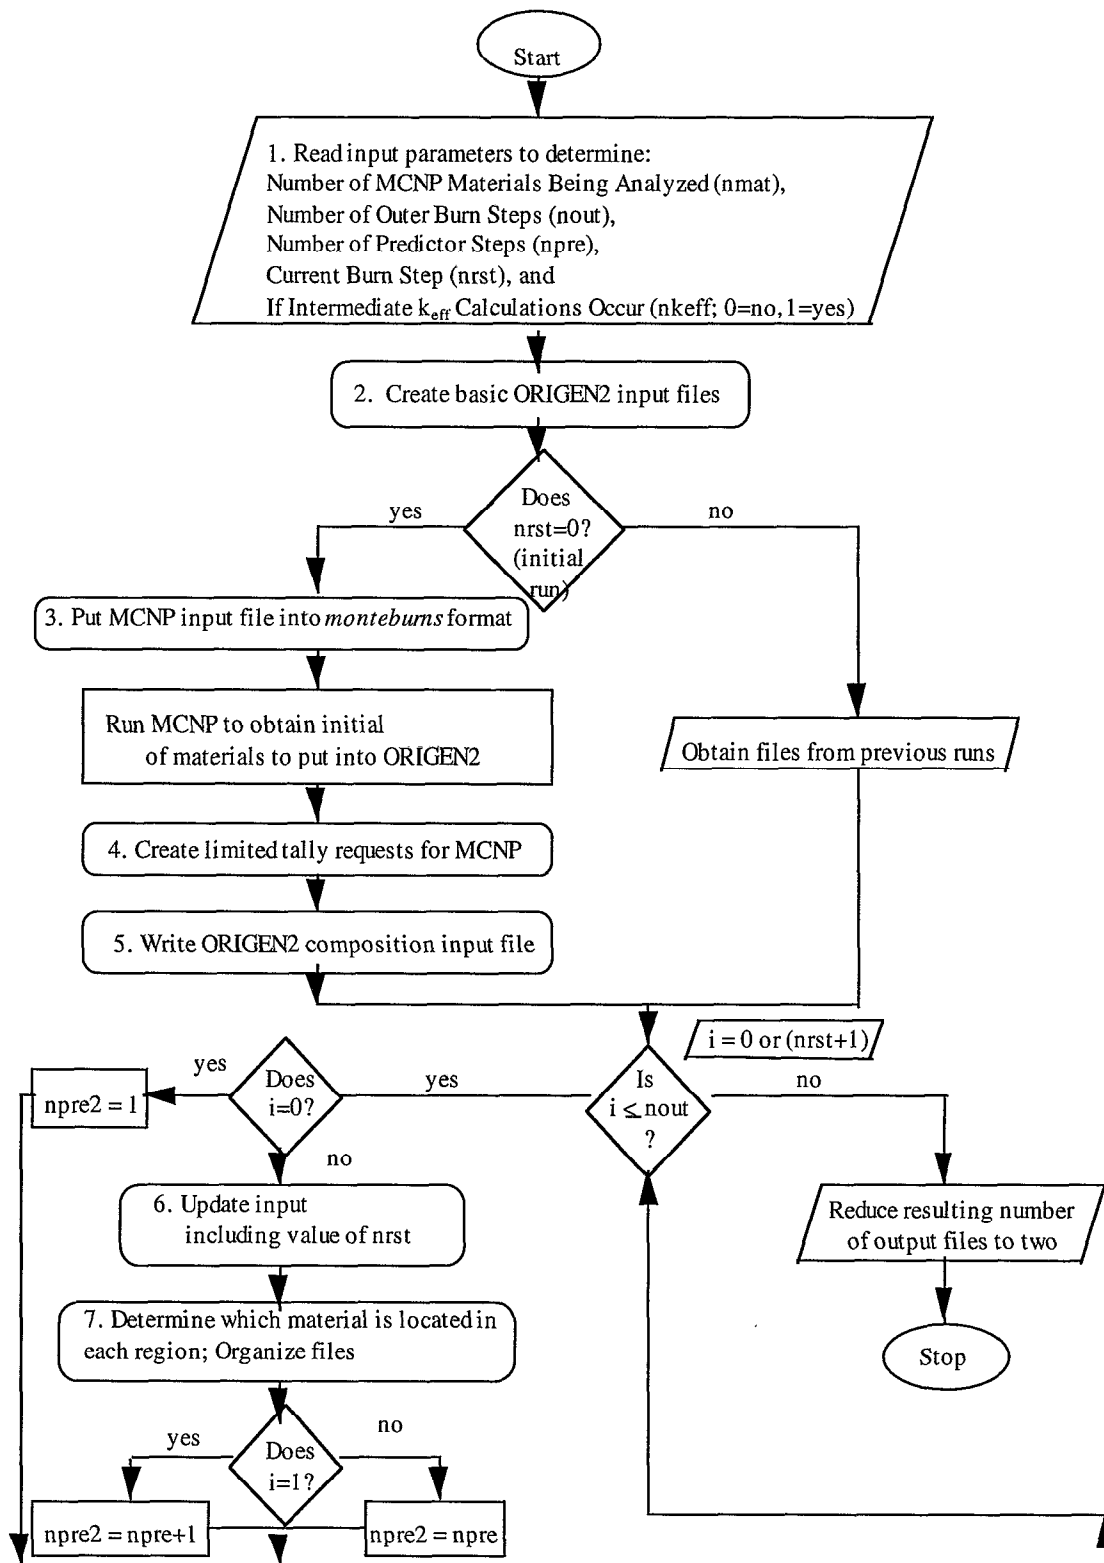 Start
1. Read input parameters to determine:
Number of MCNP Materials Being Analyzed (nmat),
Number of Outer Burn Steps (nout),
Number of Predictor Steps (npre),
Current Burn Step (nrst), and
If Intermediate keff Calculations Occur (nkeff; 0=no, 1=yes)
2. Create basic ORIGEN2 input files
Does
nrst=0?
(initial
run)
yes
no
3. Put MCNP input file into monteburns format
Run MCNP to obtain initial
of materials to put into ORIGEN2
Obtain files from previous runs
4. Create limited tally requests for MCNP
5. Write ORIGEN2 composition input file
i = 0 or (nrst+1)
Is
i ≤ nout
?
yes
no
Does
i=0?
yes
npre2 = 1
no
6. Update input
including value of nrst
Reduce resulting number
of output files to two
7. Determine which material is located in
each region; Organize files
Stop
Does
i=1?
yes
no
npre2 = npre+1
npre2 = npre